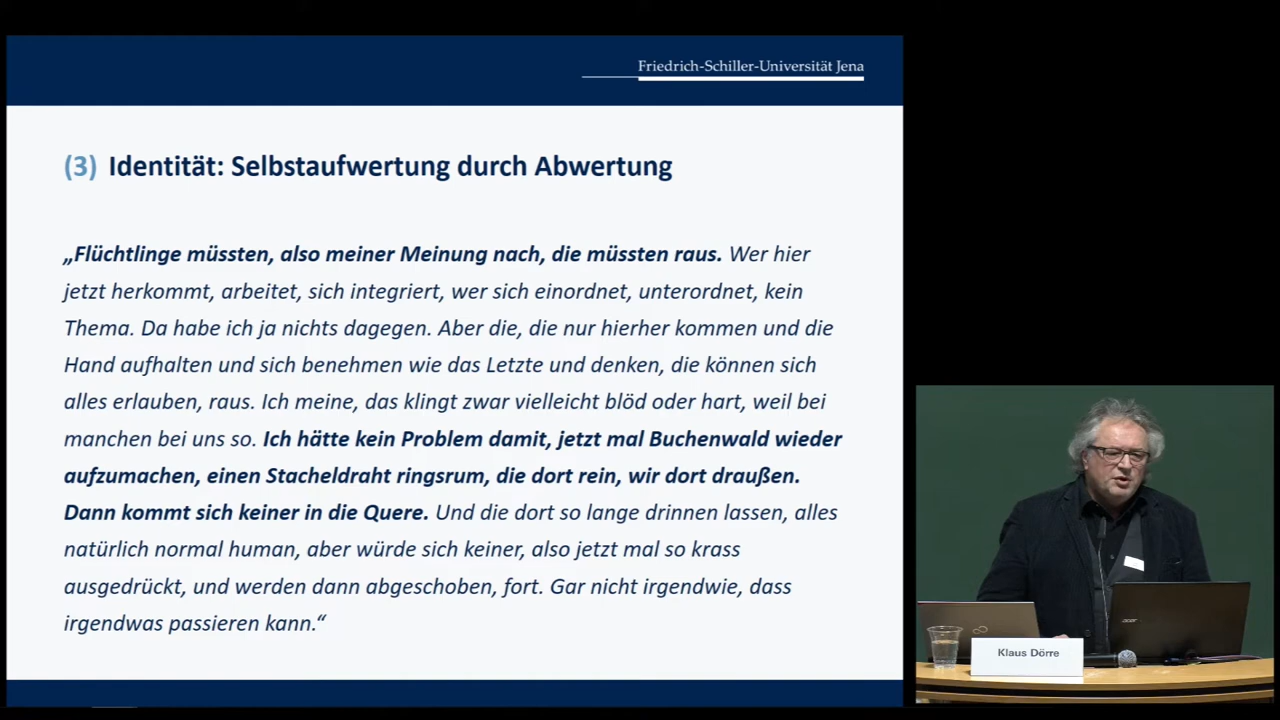 Friedrich-Schiller-Universität Jena
(3) Identität: Selbstaufwertung durch Abwertung
„Flüchtlinge müssten, also meiner Meinung nach, die müssten raus. Wer hier
jetzt herkommt, arbeitet, sich integriert, wer sich einordnet, unterordnet, kein
Thema. Da habe ich ja nichts dagegen. Aber die, die nur hierher kommen und die
Hand aufhalten und sich benehmen wie das Letzte und denken, die können sich
alles erlauben, raus. Ich meine, das klingt zwar vielleicht blöd oder hart, weil bei
manchen bei uns so. Ich hätte kein Problem damit, jetzt mal Buchenwald wieder
aufzumachen, einen Stacheldraht ringsrum, die dort rein, wir dort draußen.
Dann kommt sich keiner in die Quere. Und die dort so lange drinnen lassen, alles
natürlich normal human, aber würde sich keiner, also jetzt mal so krass
ausgedrückt, und werden dann abgeschoben, fort. Gar nicht irgendwie, dass
irgendwas passieren kann.“
acer
Klaus Dörre